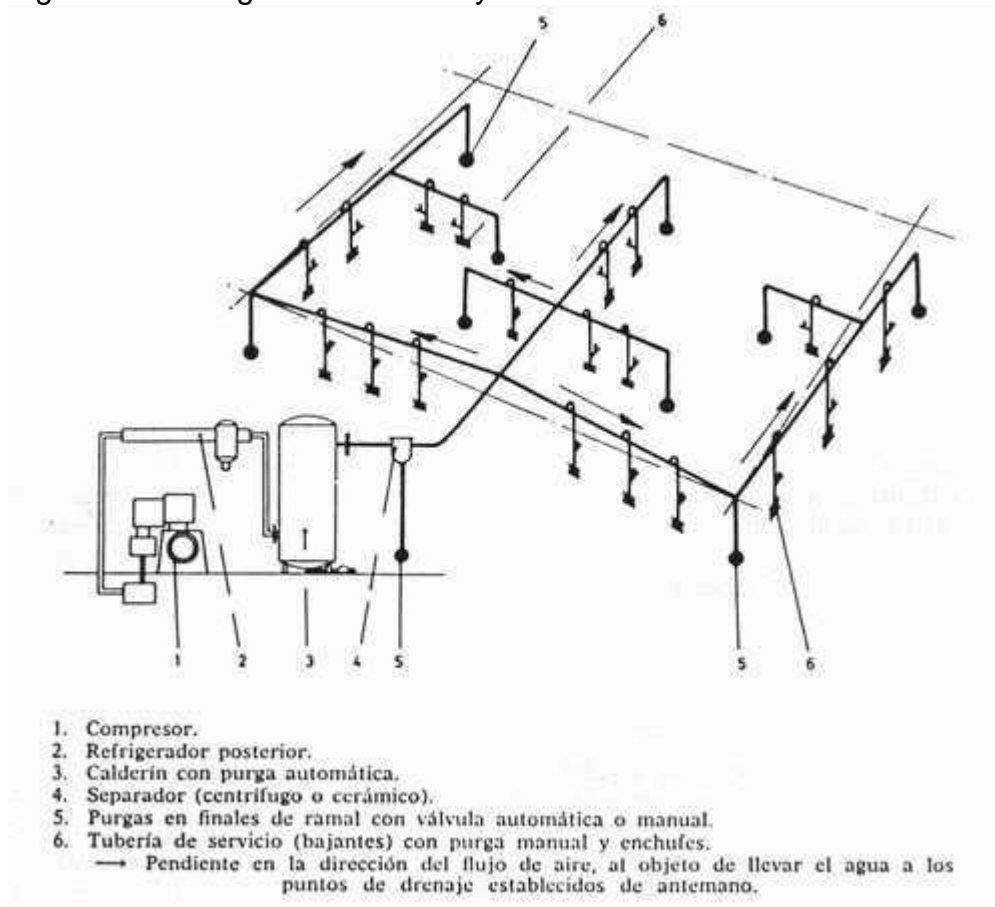 5 6
1 2 3 4 5 5 6
1. Compresor.
2. Refrigerador posterior.
3. Calderín con purga automática.
4. Separador (centrífugo o cerámico).
5. Purgas en finales de ramal con válvula automática o manual.
6. Tubería de servicio (bajantes) con purga manual y enchufes.
→ Pendiente en la dirección del flujo de aire, al objeto de llevar el agua a los
puntos de drenaje establecidos de antemano.